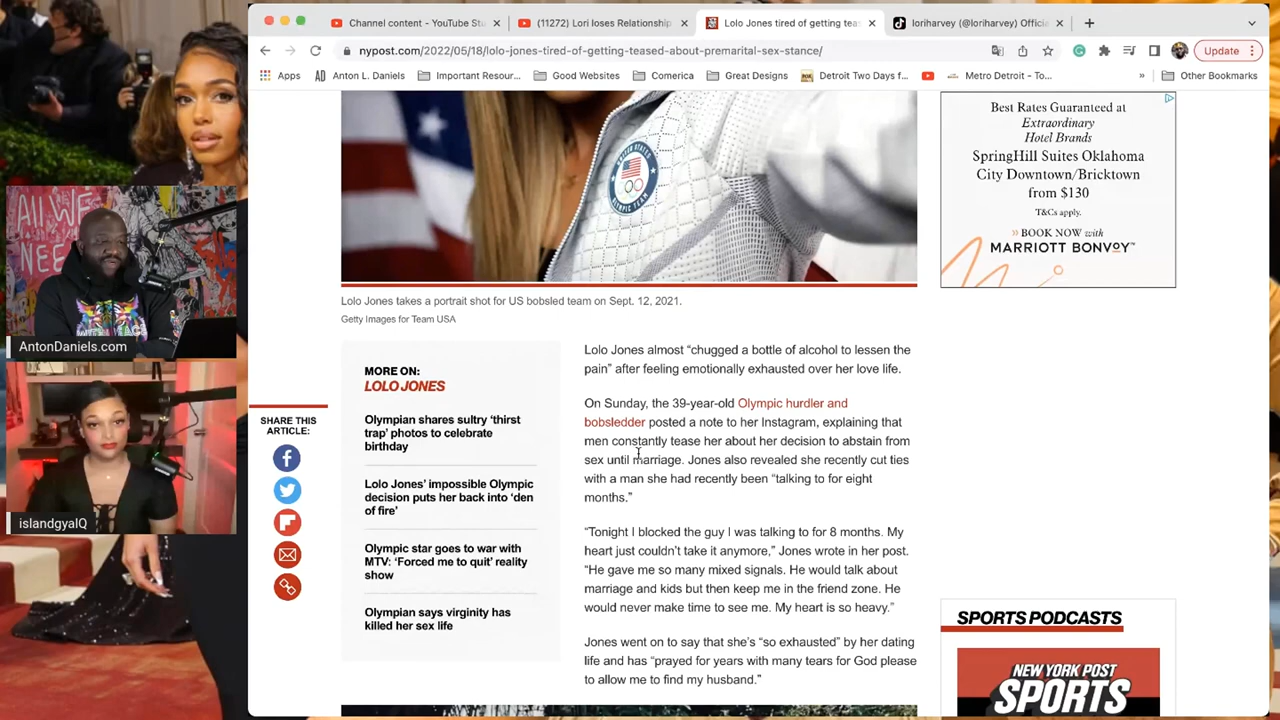 Channel content - YouTube St
(11272) Lori loses Relationship
Lolo Jones tired of getting tea
loriharvey (@loriharvey) Offici
nypost.com/2022/05/18/lolo-jones-tired-of-getting-teased-about-premarital-sex-stance/
Update
Apps
Anton L. Daniels
Important Resour...
Good Websites
Comerica
Great Designs
Detroit Two Days f...
Metro Detroit - To...
»
Other Bookmarks
ALL WE
NEE
AntonDaniels.com
islandgyalQ
UNITED STATES
OLYMPIC TEAM
Lolo Jones takes a portrait shot for US bobsled team on Sept. 12, 2021.
Getty Images for Team USA
SHARE THIS
ARTICLE:
MORE ON:
LOLO JONES
Olympian shares sultry ‘thirst
trap’ photos to celebrate
birthday
Lolo Jones’ impossible Olympic
decision puts her back into ‘den
of fire’
Olympic star goes to war with
MTV: ‘Forced me to quit’ reality
show
Olympian says virginity has
killed her sex life
Lolo Jones almost “chugged a bottle of alcohol to lessen the
pain” after feeling emotionally exhausted over her love life.
On Sunday, the 39-year-old Olympic hurdler and
bobsledder posted a note to her Instagram, explaining that
men constantly tease her about her decision to abstain from
sex until marriage. Jones also revealed she recently cut ties
with a man she had recently been “talking to for eight
months.”
“Tonight I blocked the guy I was talking to for 8 months. My
heart just couldn’t take it anymore,” Jones wrote in her post.
“He gave me so many mixed signals. He would talk about
marriage and kids but then keep me in the friend zone. He
would never make time to see me. My heart is so heavy.”
Jones went on to say that she’s “so exhausted” by her dating
life and has “prayed for years with many tears for God please
to allow me to find my husband.”
Best Rates Guaranteed at
Extraordinary
Hotel Brands
SpringHill Suites Oklahoma
City Downtown/Bricktown
from $130
T&Cs apply.
›› BOOK NOW with
MARRIOTT BONVOY™
SPORTS PODCASTS
NEW YORK POST
SPORTS